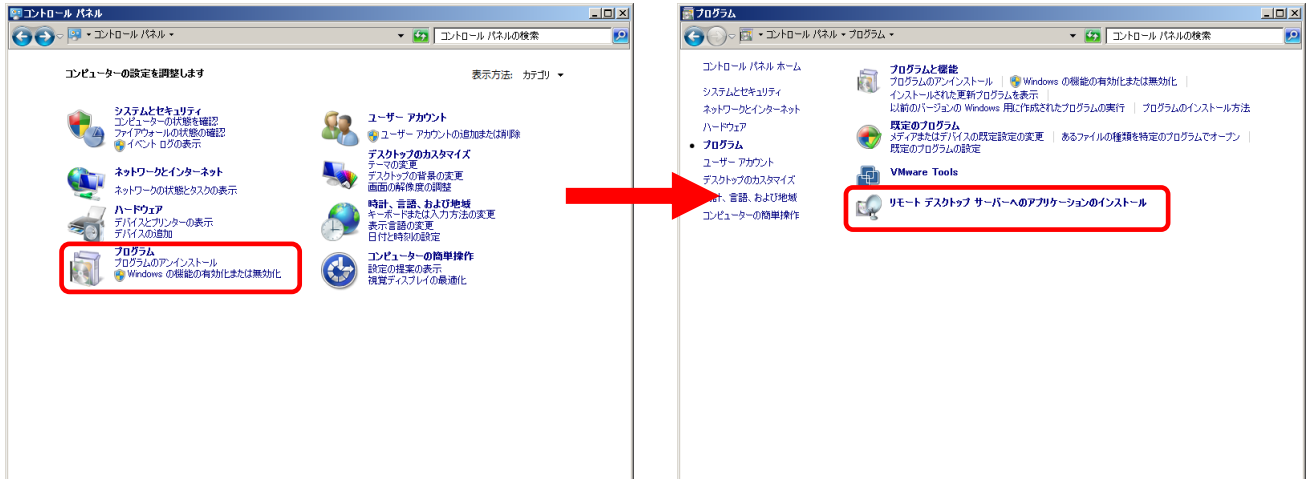 コントロール パネル
コントロール パネル
コントロール パネルの検索
コンピューターの設定を調整します
表示方法: カテゴリ
システムとセキュリティ
コンピューターの状態を確認
ファイアウォールの状態の確認
イベント ログの表示
ネットワークとインターネット
ネットワークの状態とタスクの表示
ハードウェア
デバイスとプリンターの表示
デバイスの追加
プログラム
プログラムのアンインストール
Windows の機能の有効化または無効化
ユーザー アカウント
ユーザー アカウントの追加または削除
デスクトップのカスタマイズ
テーマの変更
デスクトップの背景の変更
画面の解像度の調整
時計、言語、および地域
キーボードまたは入力方法の変更
表示言語の変更
日付と時刻の設定
コンピューターの簡単操作
設定の提案の表示
視覚ディスプレイの最適化
プログラム
コントロール パネル プログラム
コントロール パネルの検索
コントロール パネル ホーム
システムとセキュリティ
ネットワークとインターネット
ハードウェア
プログラム
ユーザー アカウント
デスクトップのカスタマイズ
計、言語、および地域
コンピューターの簡単操作
プログラムと機能
プログラムのアンインストール Windows の機能の有効化または無効化
インストールされた更新プログラムを表示
以前のバージョンの Windows 用に作成されたプログラムの実行 プログラムのインストール方法
既定のプログラム
メディアまたはデバイスの既定設定の変更 あるファイルの種類を特定のプログラムでオープン
既定のプログラムの設定
VMware Tools
リモート デスクトップ サーバーへのアプリケーションのインストール